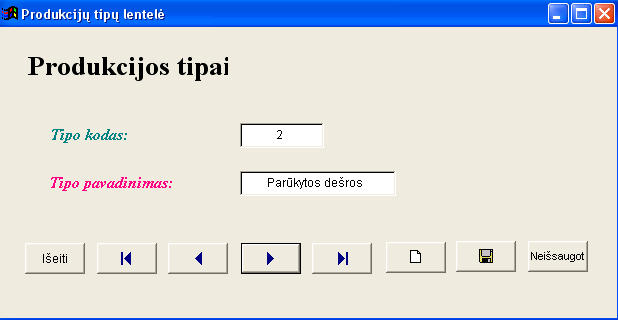 Produkcijų tipų lentelė
Produkcijos tipai
Tipo kodas: 2
Tipo pavadinimas: Parūkytos dešros
Išeiti
Neišsaugot